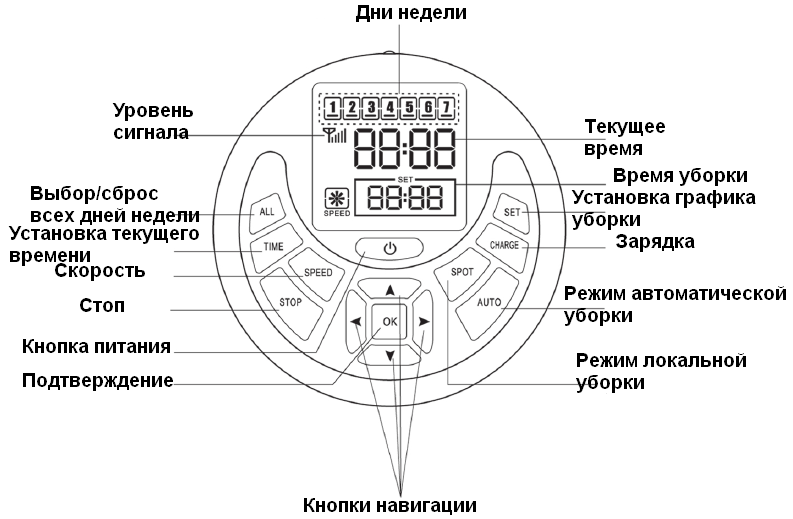 Дни недели
1 2 3 4 5 6 7
Уровень
сигнала
88:88
Текущее
время
SET
88:88
SPEED
Время уборки
Выбор/сброс
всех дней недели
ALL
SET
Установка графика
уборки
Установка текущего
времени
TIME
CHARGE
Зарядка
Скорость
SPEED
SPOT
Стоп
STOP
AUTO
Режим автоматической
уборки
OK
Кнопка питания
Подтверждение
Режим локальной
уборки
Кнопки навигации